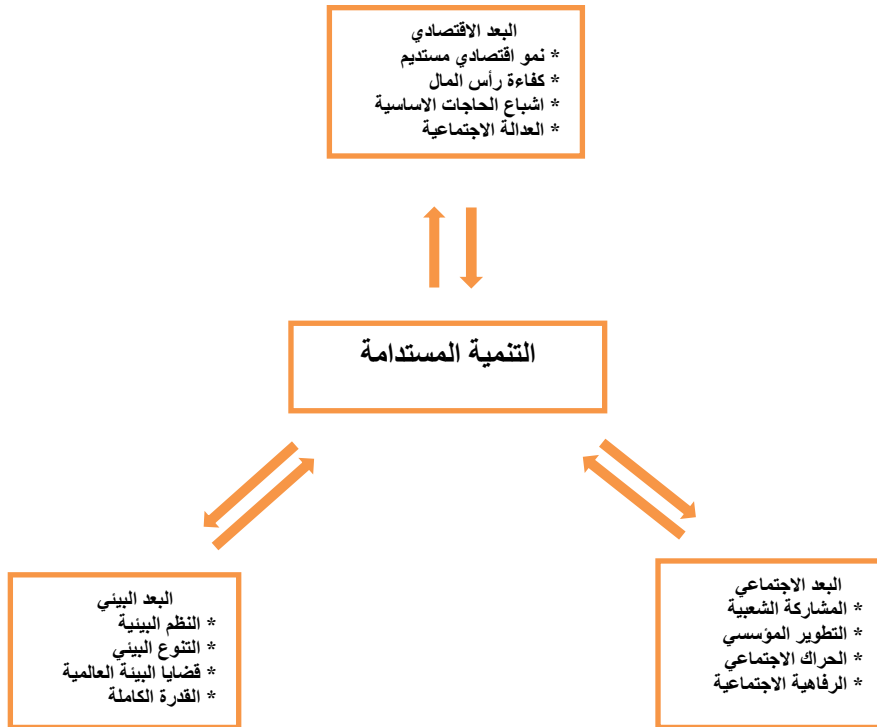 البعد الاقتصادي
* نمو اقتصادي مستديم
* كفاءة رأس المال
* اشباع الحاجات الاساسية
* العدالة الاجتماعية
التنمية المستدامة
البعد الاجتماعي
* المشاركة الشعبية
* التطوير المؤسسي
* الحراك الاجتماعي
* الرفاهية الاجتماعية
البعد البيئي
* النظم البيئية
* التنوع البيئي
* قضايا البيئة العالمية
* القدرة الكاملة